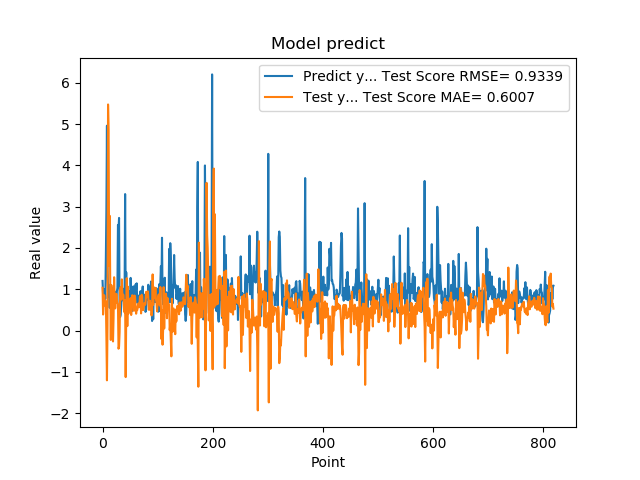 Model predict
Predict y... Test Score RMSE= 0.9339
Test y... Test Score MAE= 0.6007
6
5
4
3
2
1
0
−1
−2
Real value
0 200 400 600 800
Point